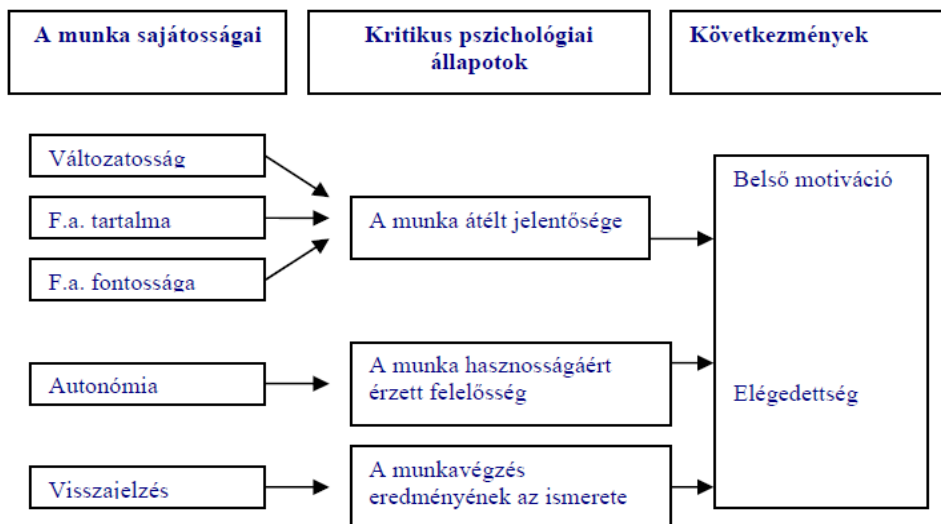 A munka sajátosságai
Kritikus pszichológiai
állapotok
Következmények
Változatosság
F.a. tartalma
F.a. fontossága
A munka átélt jelentősége
Belső motiváció
Autonómia
A munka hasznosságáért
érzett felelősség
Elégedettség
Visszajelzés
A munkavégzés
eredményének az ismerete